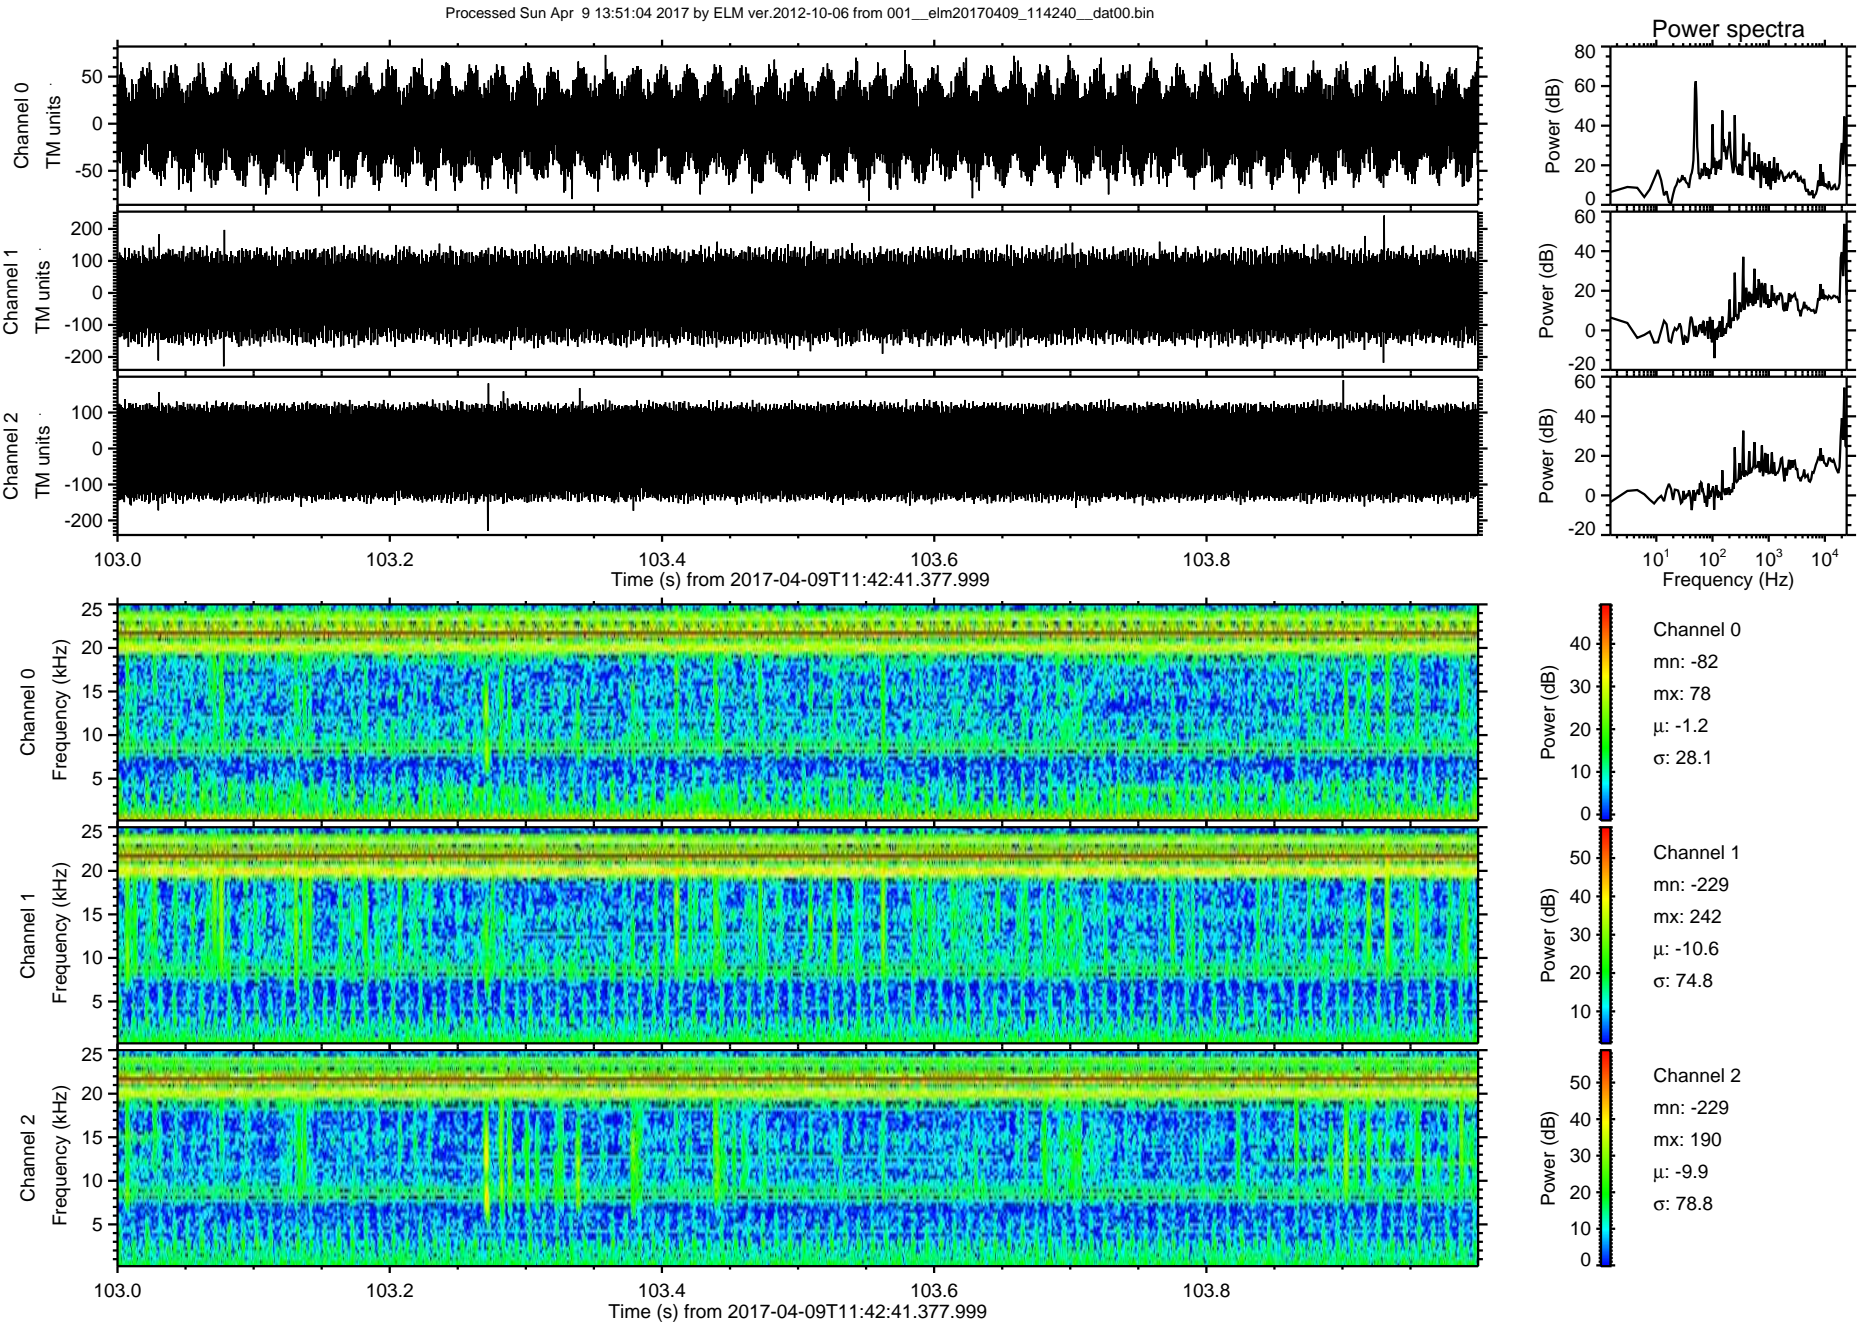 Processed Sun Apr  9 13:51:04 2017 by ELM ver.2012-10-06 from 001__elm20170409_114240__dat00.bin
Power spectra
Channel 0
TM units
50
0
-50
Power (dB)
80
60
40
20
0
Channel 1
TM units
200
100
0
-100
-200
Power (dB)
60
40
20
0
-20
Channel 2
TM units
100
0
-100
-200
Power (dB)
60
40
20
0
-20
103.0 103.2 103.4 103.6 103.8
Time (s) from 2017-04-09T11:42:41.377.999
10^1 10^2 10^3 10^4
Frequency (Hz)
Channel 0
Frequency (kHz)
25
20
15
10
5
Power (dB)
40
30
20
10
0
Channel 0
mn: -82
mx: 78
μ: -1.2
σ: 28.1
Channel 1
Frequency (kHz)
25
20
15
10
5
Power (dB)
50
40
30
20
10
Channel 1
mn: -229
mx: 242
μ: -10.6
σ: 74.8
Channel 2
Frequency (kHz)
25
20
15
10
5
Power (dB)
50
40
30
20
10
0
Channel 2
mn: -229
mx: 190
μ: -9.9
σ: 78.8
103.0 103.2 103.4 103.6 103.8
Time (s) from 2017-04-09T11:42:41.377.999